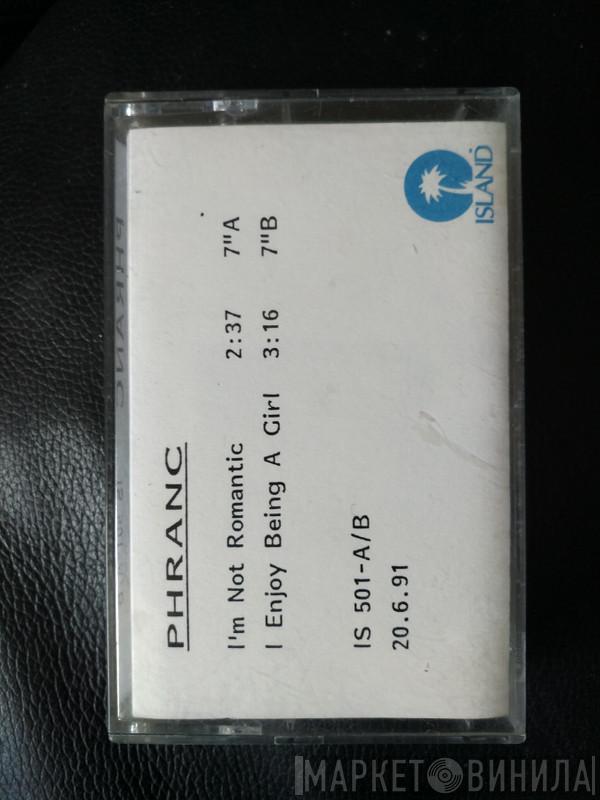 PHRANC
I'm Not Romantic 2:37 7"A
I Enjoy Being A Girl 3:16 7"B
IS 501-A/B
20.6.91
ISLAND
PHRANC
МАРКЕТ ВИНИЛА